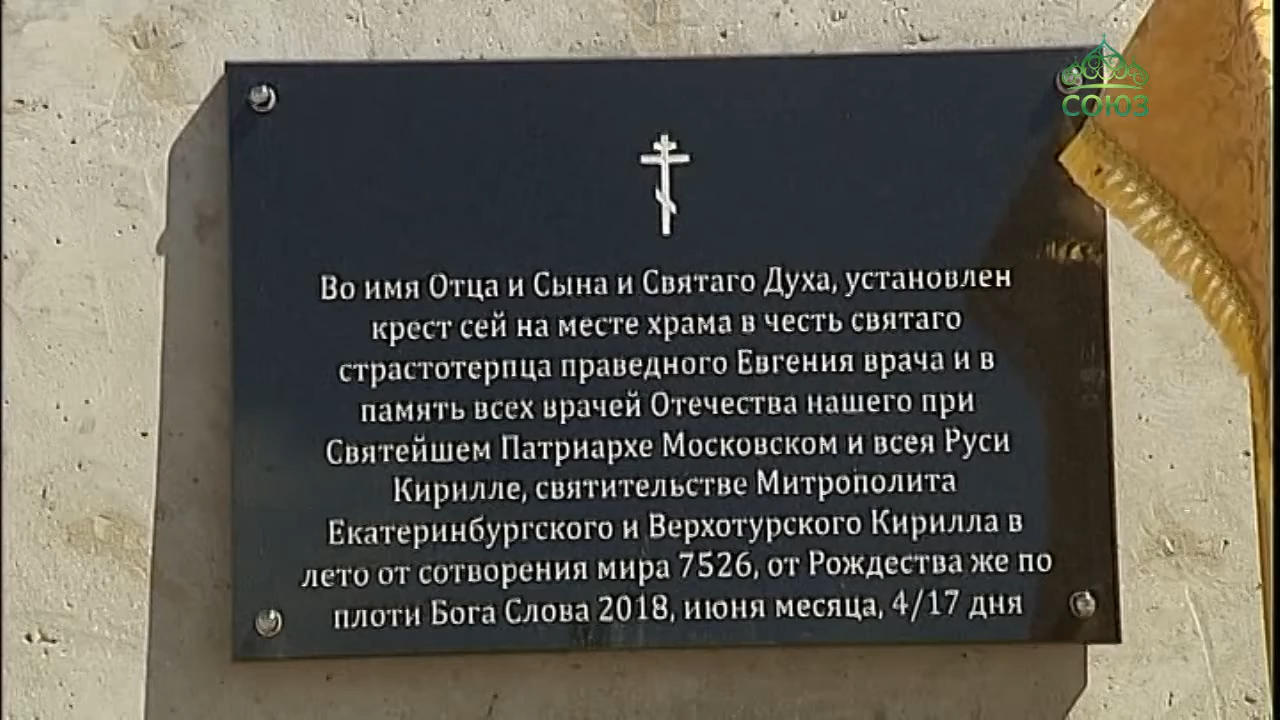 СОЮЗ
Во имя Отца и Сына и Святаго Духа, установлен
крест сей на месте храма в честь святаго
страстотерпца праведного Евгения врача и в
память всех врачей Отечества нашего при
Святейшем Патриархе Московском и всея Руси
Кирилле, святительстве Митрополита
Екатеринбургского и Верхотурского Кирилла в
лето от сотворения мира 7526, от Рождества же по
плоти Бога Слова 2018, июня месяца, 4/17 дня